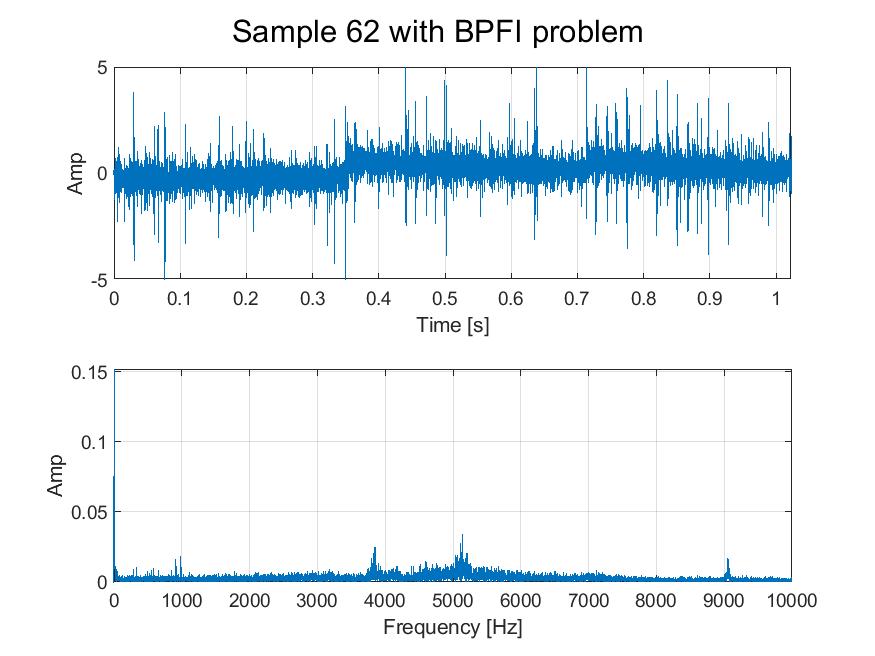 Sample 62 with BPFI problem
5
0
-5
Amp
0 0.1 0.2 0.3 0.4 0.5 0.6 0.7 0.8 0.9 1
Time [s]
0.15
0.1
0.05
0
Amp
0 1000 2000 3000 4000 5000 6000 7000 8000 9000 10000
Frequency [Hz]